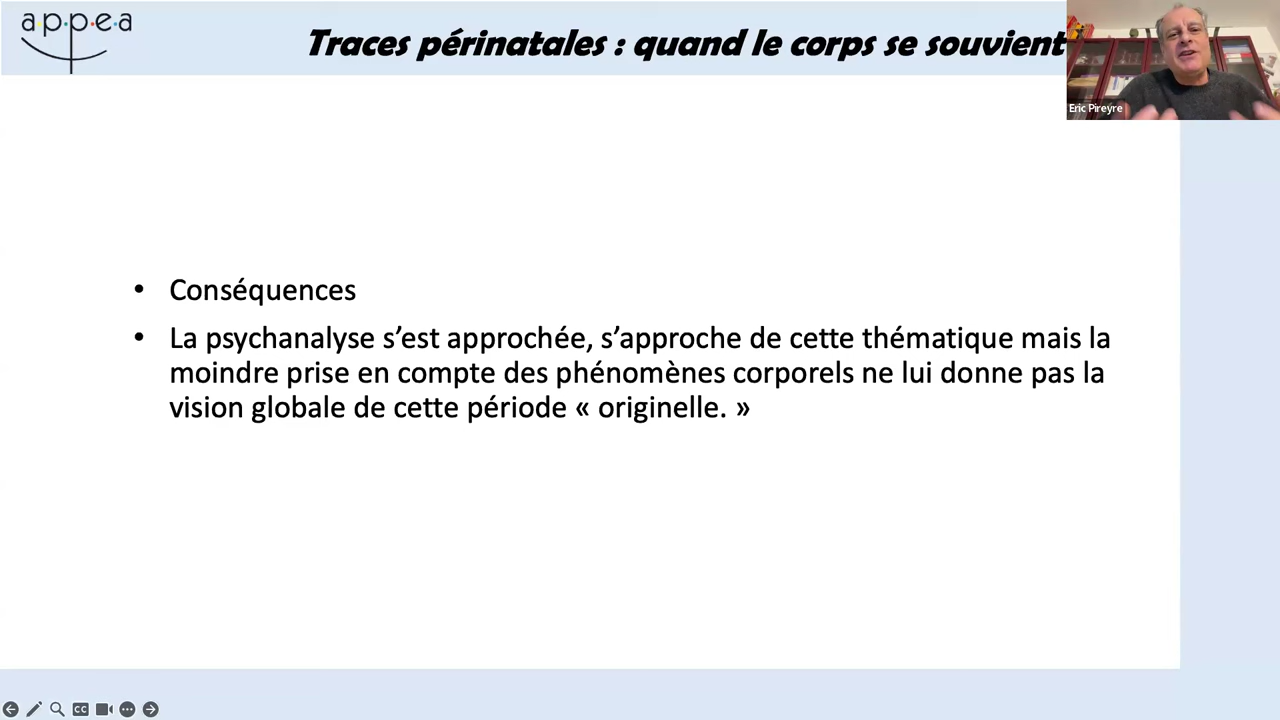 a.p.p.e.a
Traces périnatales : quand le corps se souvient
Eric Pireyre
• Conséquences
• La psychanalyse s’est approchée, s’approche de cette thématique mais la
moindre prise en compte des phénomènes corporels ne lui donne pas la
vision globale de cette période « originelle. »
CC